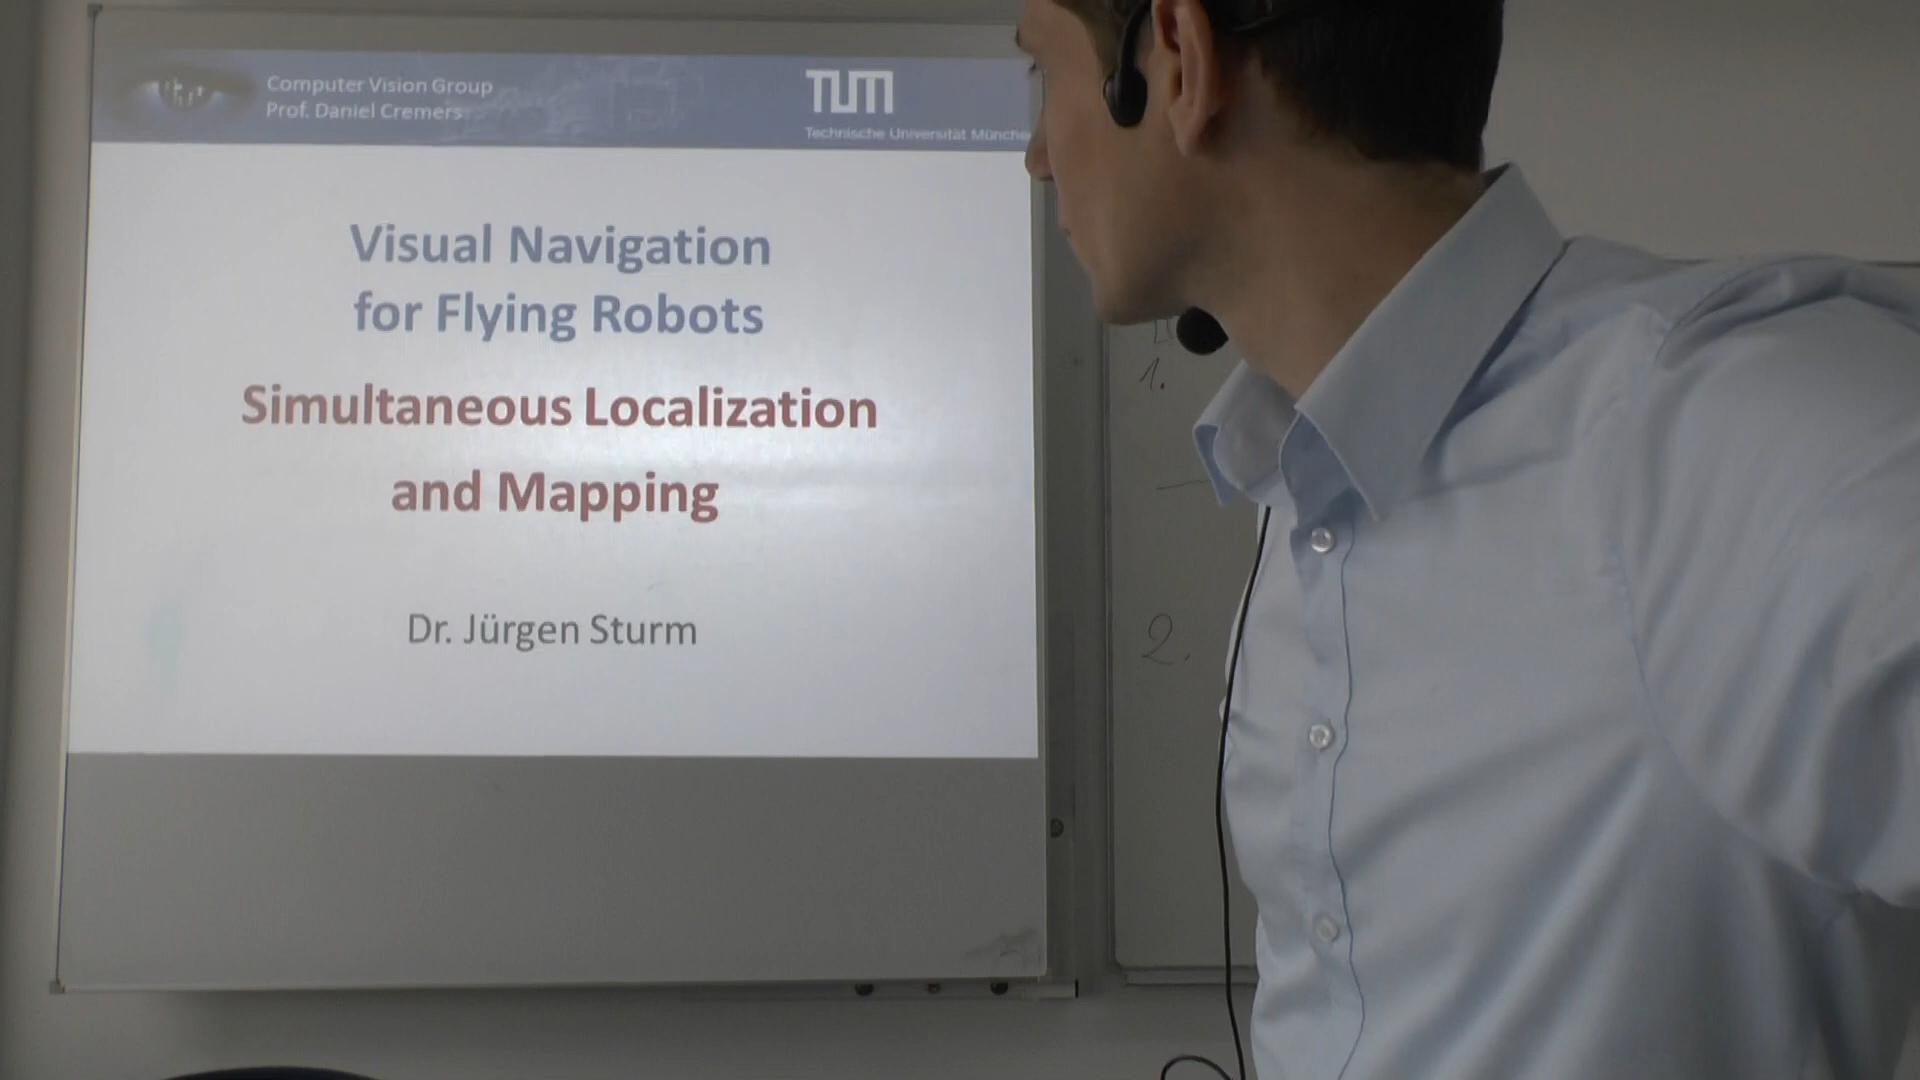 Computer Vision Group
Prof. Daniel Cremers
TUM
Technische Universität Münche
Visual Navigation
for Flying Robots
Simultaneous Localization
and Mapping
Dr. Jürgen Sturm
1.
2.